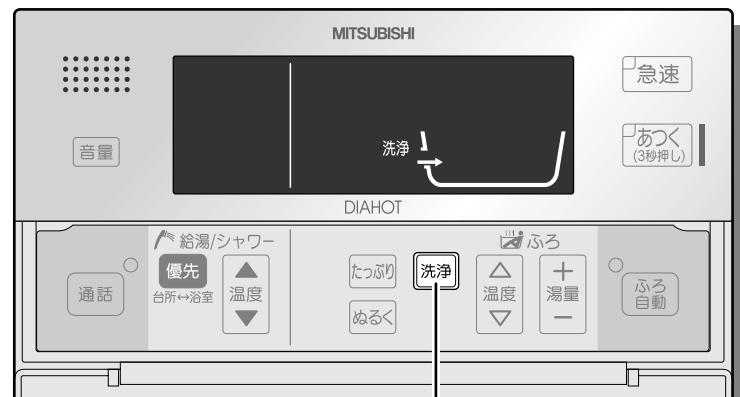 MITSUBISHI
急速
音量
洗浄
あつく
(3秒押し)
DIAHOT
給湯/シャワー
ふろ
通話
優先
台所↔浴室
温度
たっぷり
洗浄
ぬるく
温度
湯量
ふろ
自動